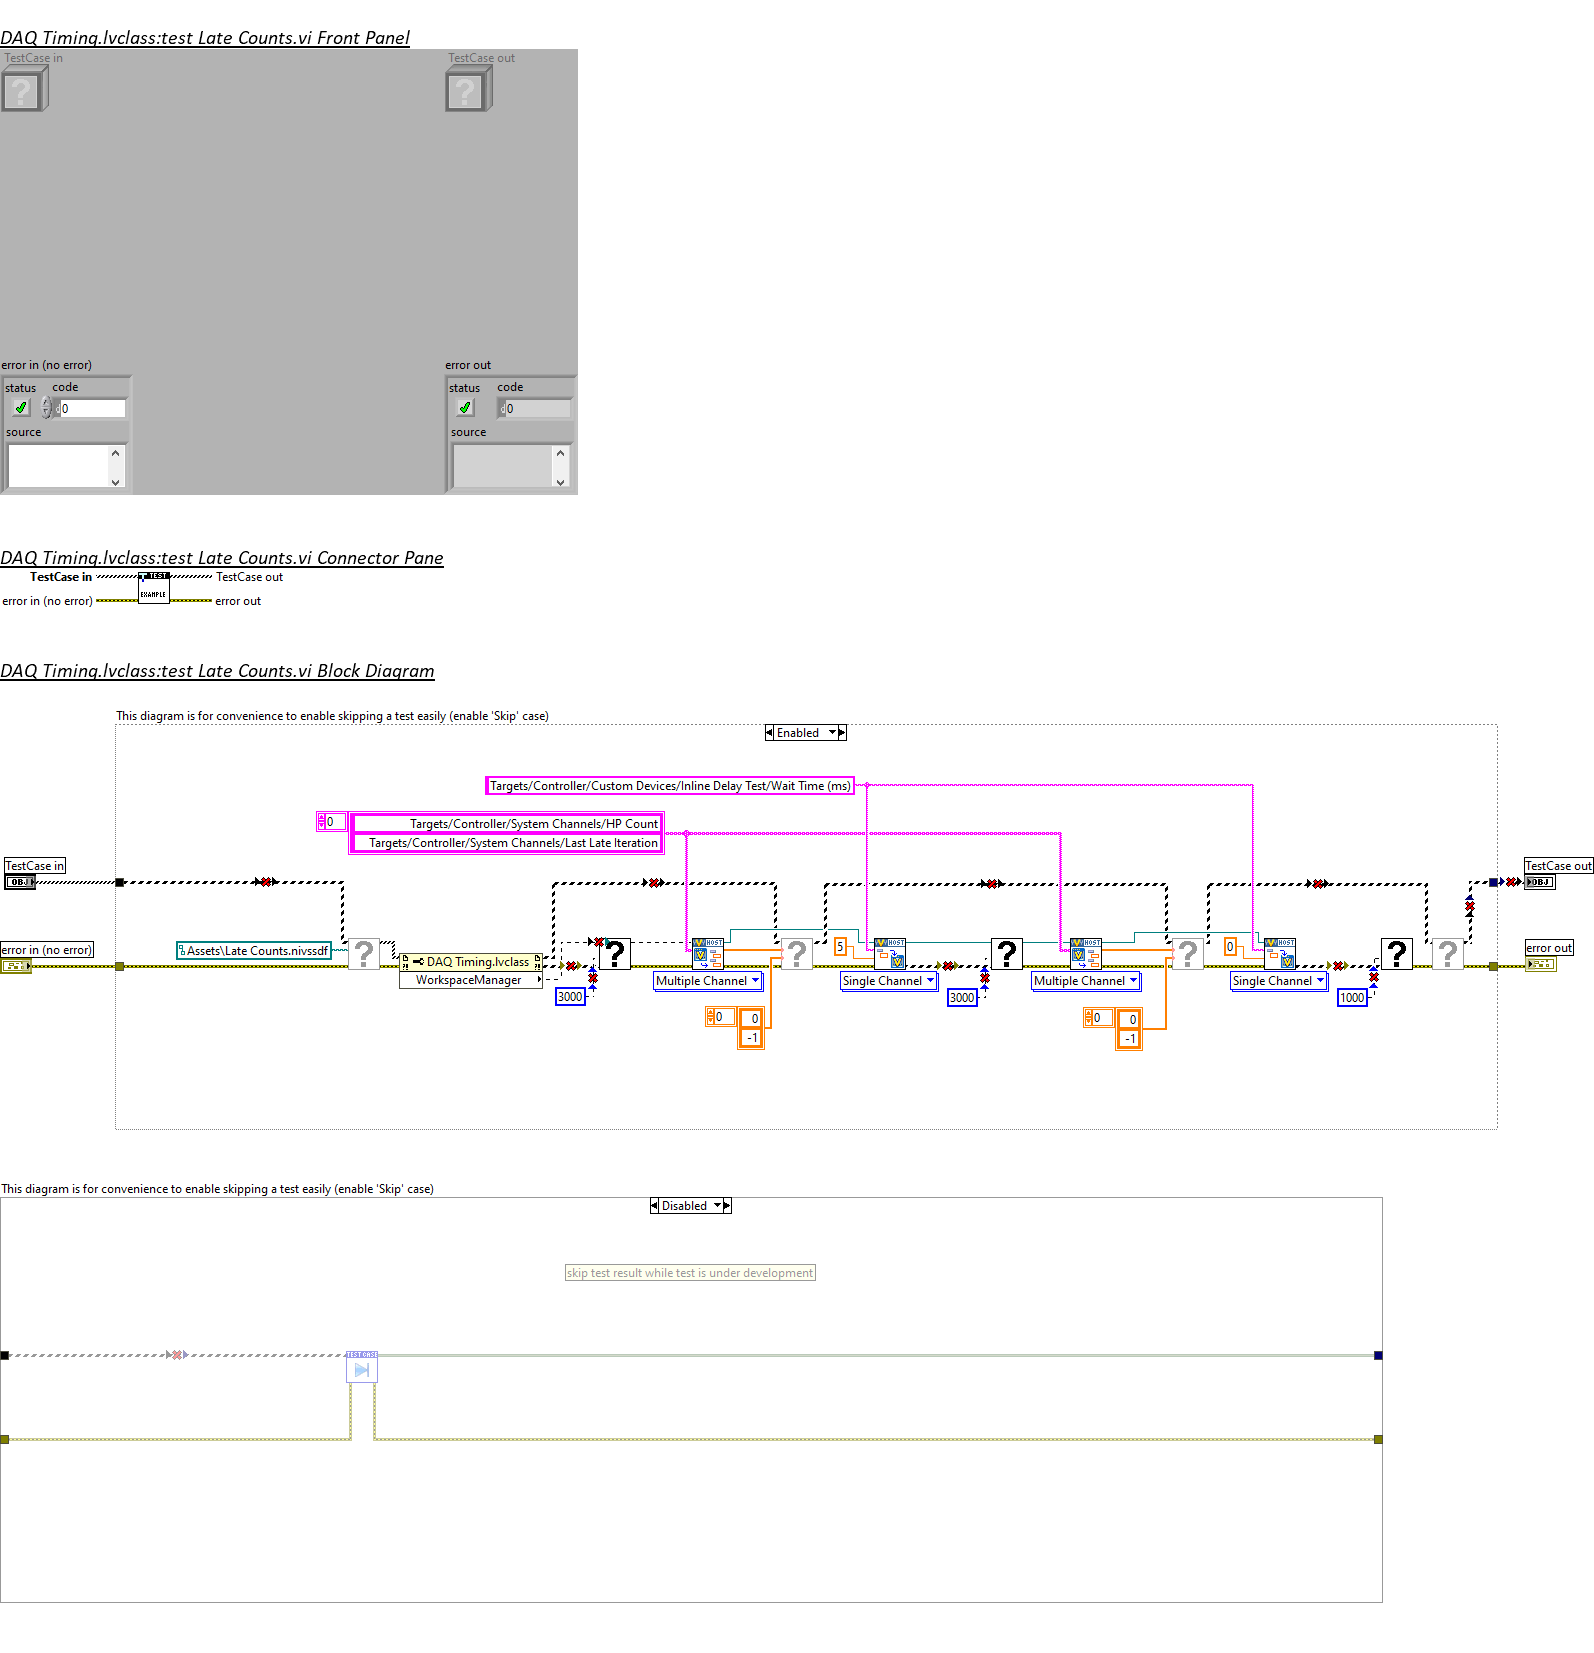 DAQ Timing.lvclass:test Late Counts.vi Front Panel
TestCase in
TestCase out
error in (no error)
error out
status
code
status
code
0
0
source
source
DAQ Timing.lvclass:test Late Counts.vi Connector Pane
TestCase in
TestCase out
TEST
EXAMPLE
error in (no error)
error out
DAQ Timing.lvclass:test Late Counts.vi Block Diagram
This diagram is for convenience to enable skipping a test easily (enable 'Skip' case)
Enabled
Targets/Controller/Custom Devices/Inline Delay Test/Wait Time (ms)
0
Targets/Controller/System Channels/HP Count
Targets/Controller/System Channels/Last Late Iteration
TestCase in
OBJ
TestCase out
OBJ
error in (no error)
Assets\Late Counts.nivssdf
DAQ Timing.lvclass
WorkspaceManager
3000
HOST
Multiple Channel
0
0
-1
5
HOST
Single Channel
3000
HOST
Multiple Channel
0
0
-1
0
HOST
Single Channel
1000
error out
This diagram is for convenience to enable skipping a test easily (enable 'Skip' case)
Disabled
skip test result while test is under development
TESTCASE